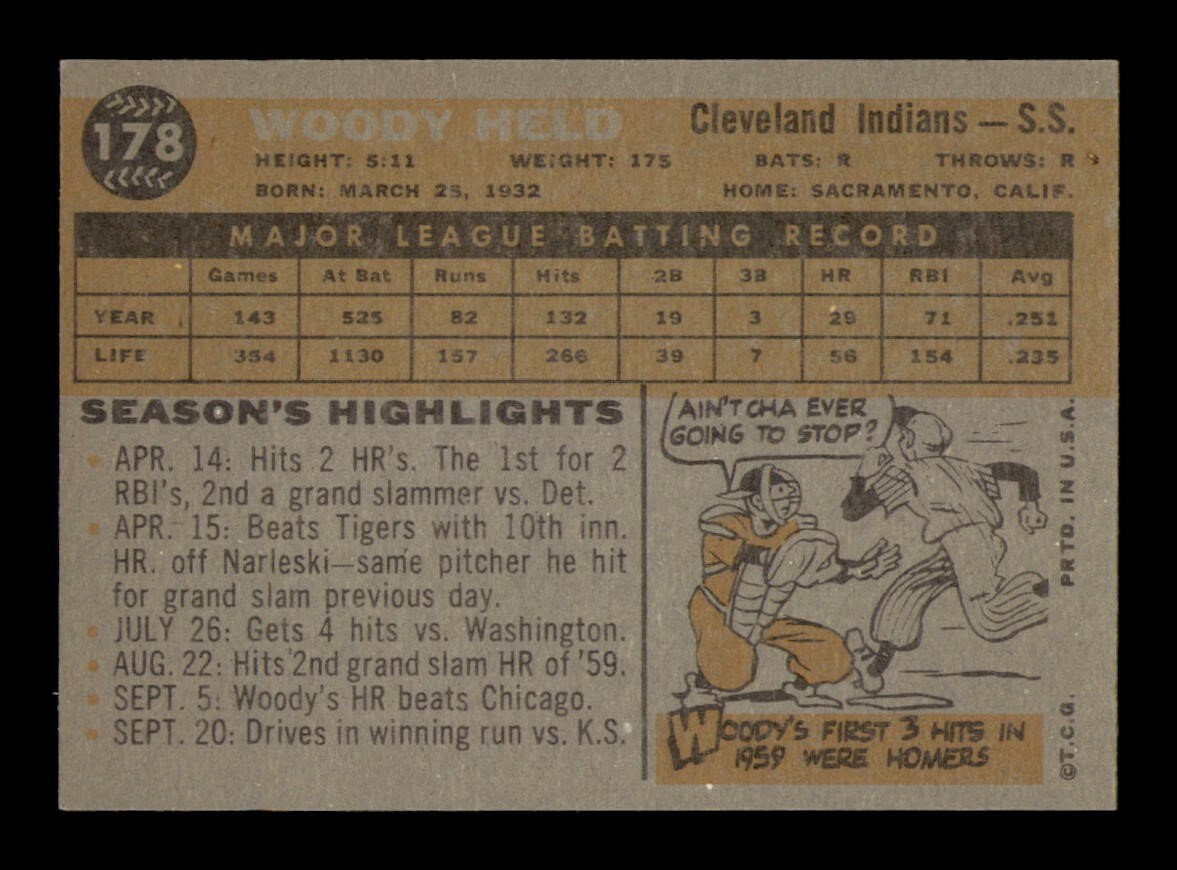 178
WOODY HELD
Cleveland Indians — S.S.
HEIGHT: 5:11 WEIGHT: 175 BATS: R THROWS: R
BORN: MARCH 25, 1932 HOME: SACRAMENTO, CALIF.
MAJOR LEAGUE BATTING RECORD
Games At Bat Runs Hits 2B 3B HR RBI Avg
YEAR 143 525 82 132 19 3 29 71 .251
LIFE 354 1130 157 266 39 7 56 154 .235
SEASON'S HIGHLIGHTS
• APR. 14: Hits 2 HR's. The 1st for 2
RBI's, 2nd a grand slammer vs. Det.
• APR. 15: Beats Tigers with 10th inn.
HR. off Narleski—same pitcher he hit
for grand slam previous day.
• JULY 26: Gets 4 hits vs. Washington.
• AUG. 22: Hits 2nd grand slam HR of '59.
• SEPT. 5: Woody's HR beats Chicago.
• SEPT. 20: Drives in winning run vs. K.S.
AIN'T CHA EVER
GOING TO STOP?
WOODY'S FIRST 3 HITS IN
1959 WERE HOMERS
©T.C.G. PRTD. IN U.S.A.